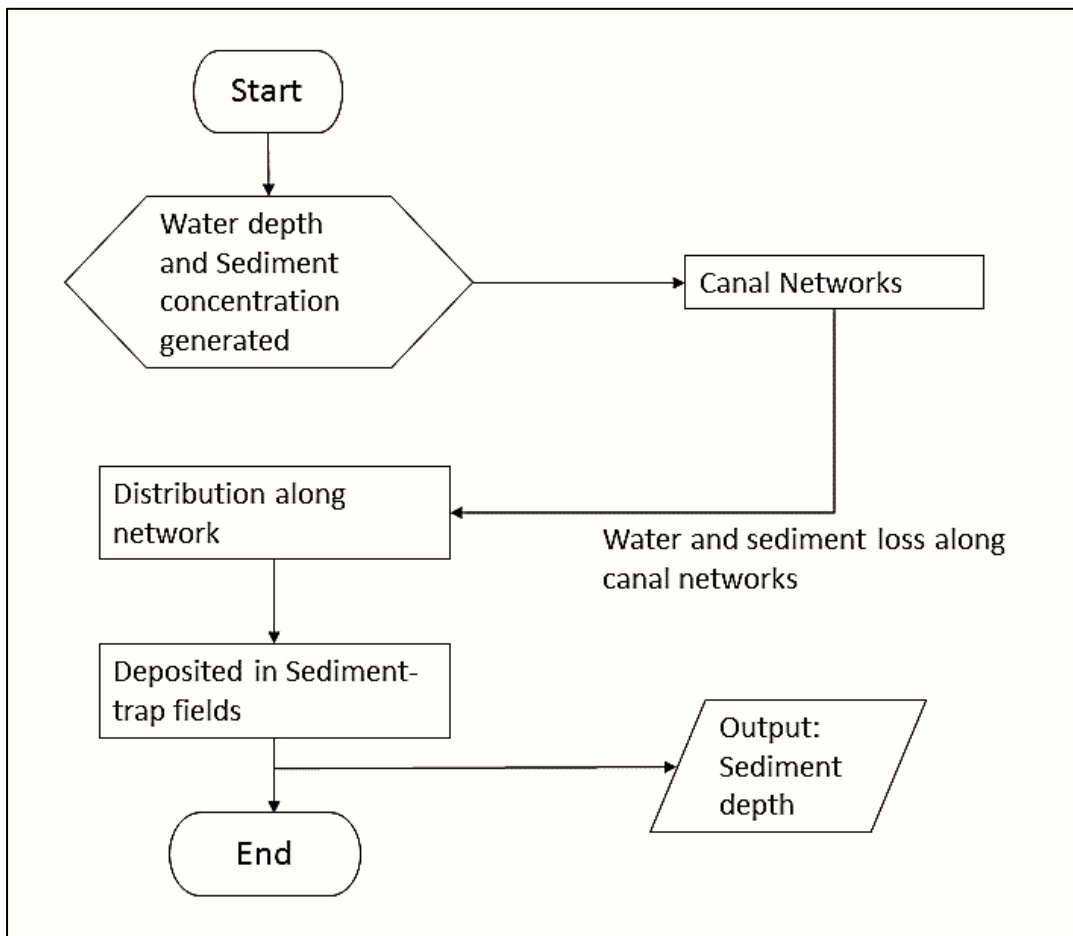 Start
Water depth
and Sediment
concentration
generated
Canal Networks
Distribution along
network
Water and sediment loss along
canal networks
Deposited in Sediment-
trap fields
Output:
Sediment
depth
End